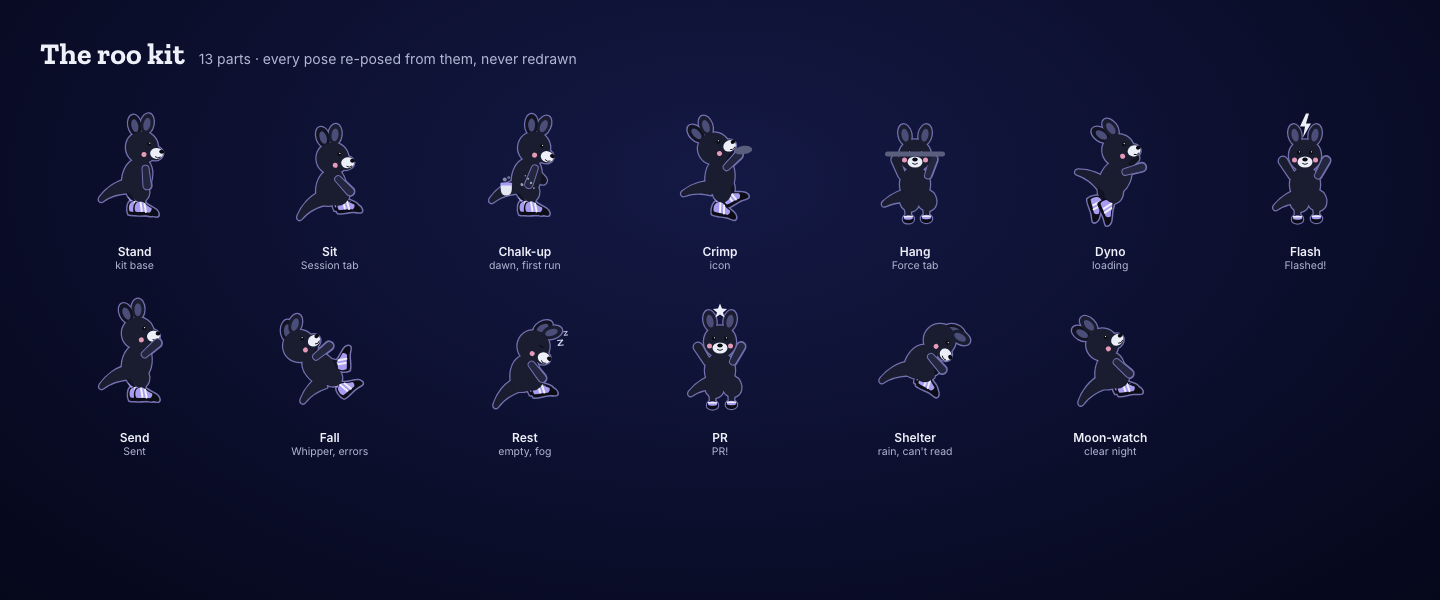 The roo kit 13 parts · every pose re-posed from them, never redrawn
Stand Sit Chalk-up Crimp Hang Dyno Flash
kit base Session tab dawn, first run icon Force tab loading Flashed!
z
z
Send Fall Rest PR Shelter Moon-watch
Sent Whipper, errors empty, fog PR! rain, can't read clear night